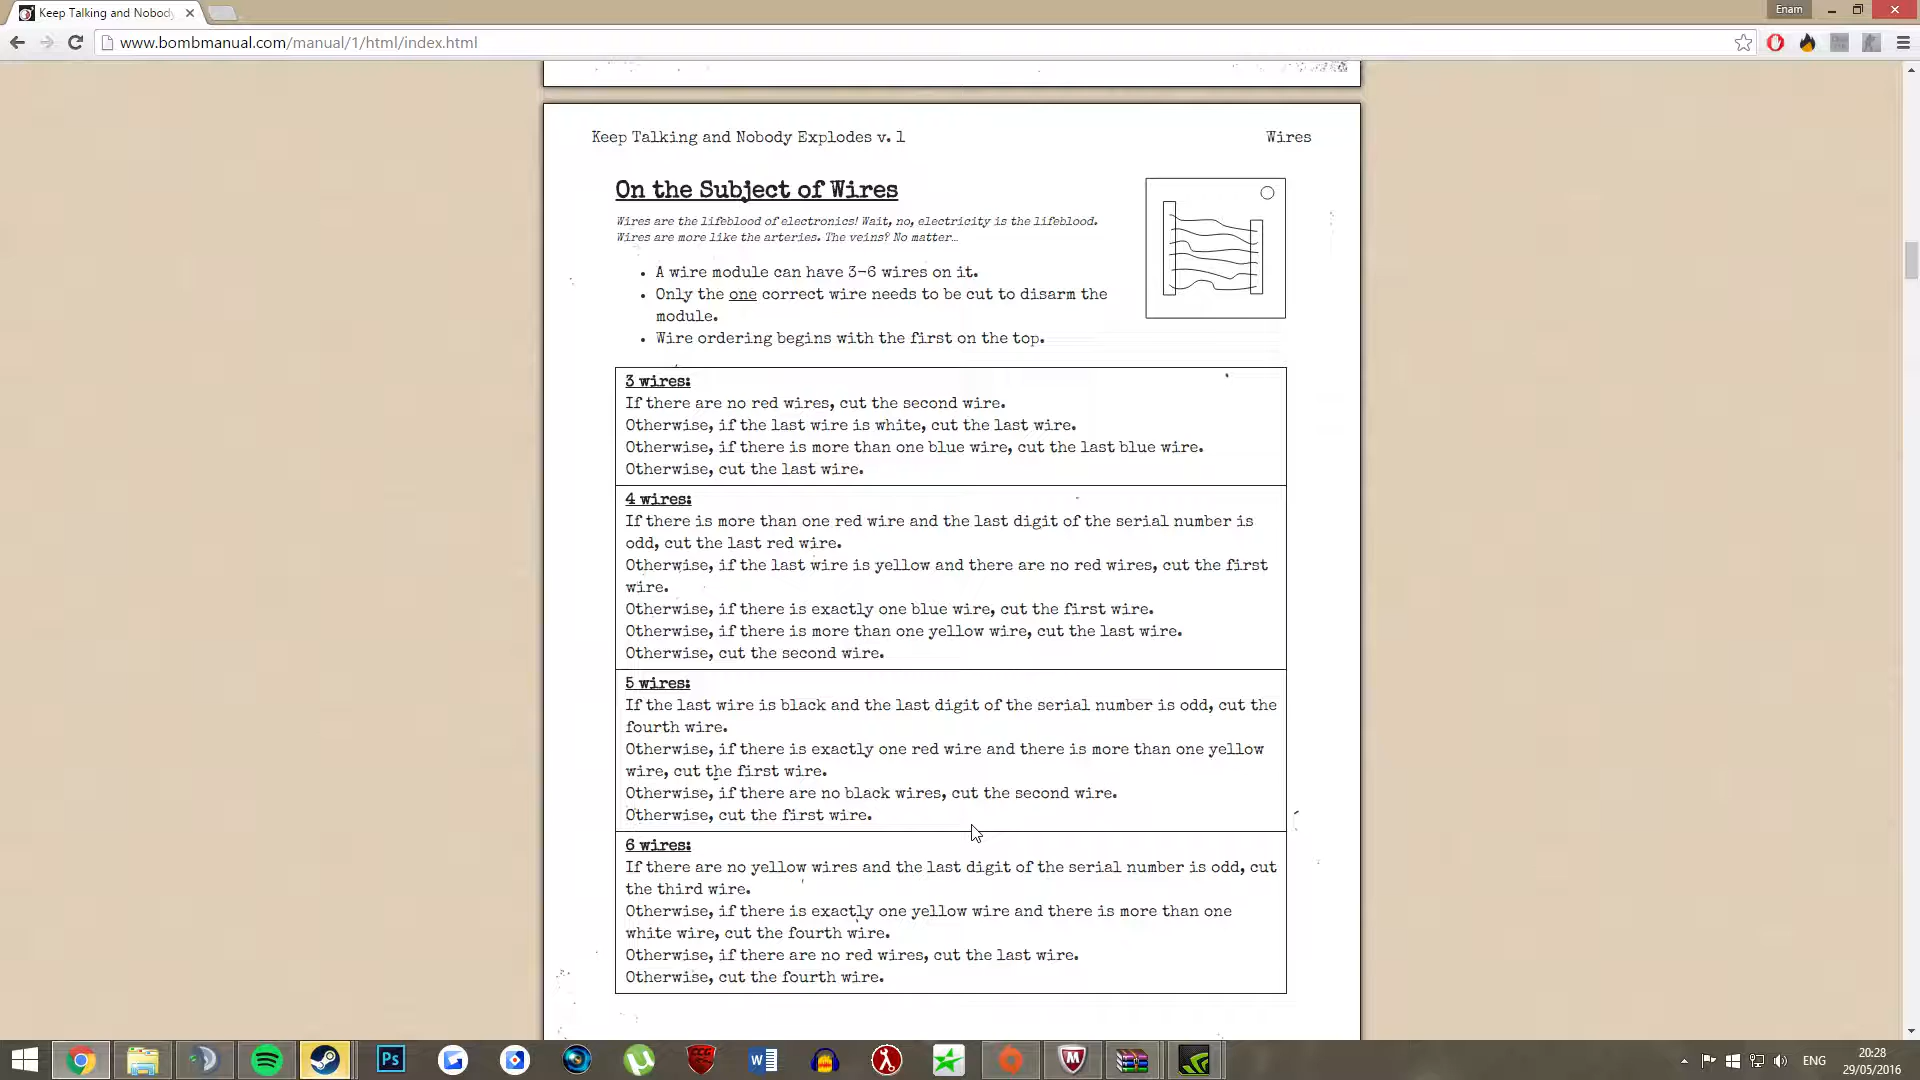 Keep Talking and Nobody
Enam
www.bombmanual.com/manual/1/html/index.html
Keep Talking and Nobody Explodes v. 1
Wires
On the Subject of Wires
Wires are the lifeblood of electronics! Wait, no, electricity is the lifeblood.
Wires are more like the arteries. The veins? No matter…
• A wire module can have 3-6 wires on it.
• Only the one correct wire needs to be cut to disarm the
module.
• Wire ordering begins with the first on the top.
3 wires:
If there are no red wires, cut the second wire.
Otherwise, if the last wire is white, cut the last wire.
Otherwise, if there is more than one blue wire, cut the last blue wire.
Otherwise, cut the last wire.
4 wires:
If there is more than one red wire and the last digit of the serial number is
odd, cut the last red wire.
Otherwise, if the last wire is yellow and there are no red wires, cut the first
wire.
Otherwise, if there is exactly one blue wire, cut the first wire.
Otherwise, if there is more than one yellow wire, cut the last wire.
Otherwise, cut the second wire.
5 wires:
If the last wire is black and the last digit of the serial number is odd, cut the
fourth wire.
Otherwise, if there is exactly one red wire and there is more than one yellow
wire, cut the first wire.
Otherwise, if there are no black wires, cut the second wire.
Otherwise, cut the first wire.
6 wires:
If there are no yellow wires and the last digit of the serial number is odd, cut
the third wire.
Otherwise, if there is exactly one yellow wire and there is more than one
white wire, cut the fourth wire.
Otherwise, if there are no red wires, cut the last wire.
Otherwise, cut the fourth wire.
Ps
W
ENG
20:28
29/05/2016